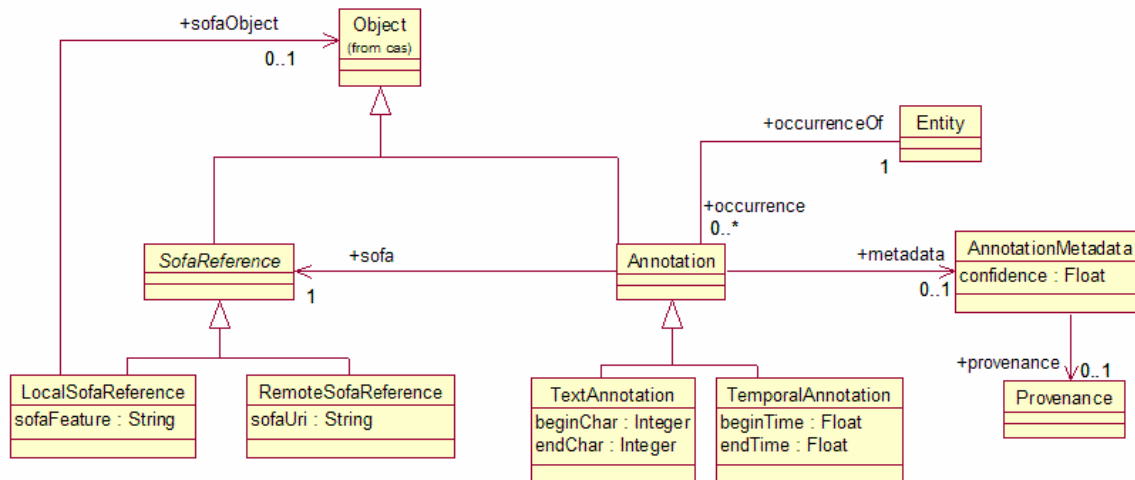 +sofaObject
Object
(from cas)
0..1
+occurrenceOf
Entity
1
+occurrence
0..*
SofaReference
+sofa
1
Annotation
+metadata
0..1
AnnotationMetadata
confidence : Float
+provenance
0..1
Provenance
LocalSofaReference
sofaFeature : String
RemoteSofaReference
sofaUri : String
TextAnnotation
beginChar : Integer
endChar : Integer
TemporalAnnotation
beginTime : Float
endTime : Float